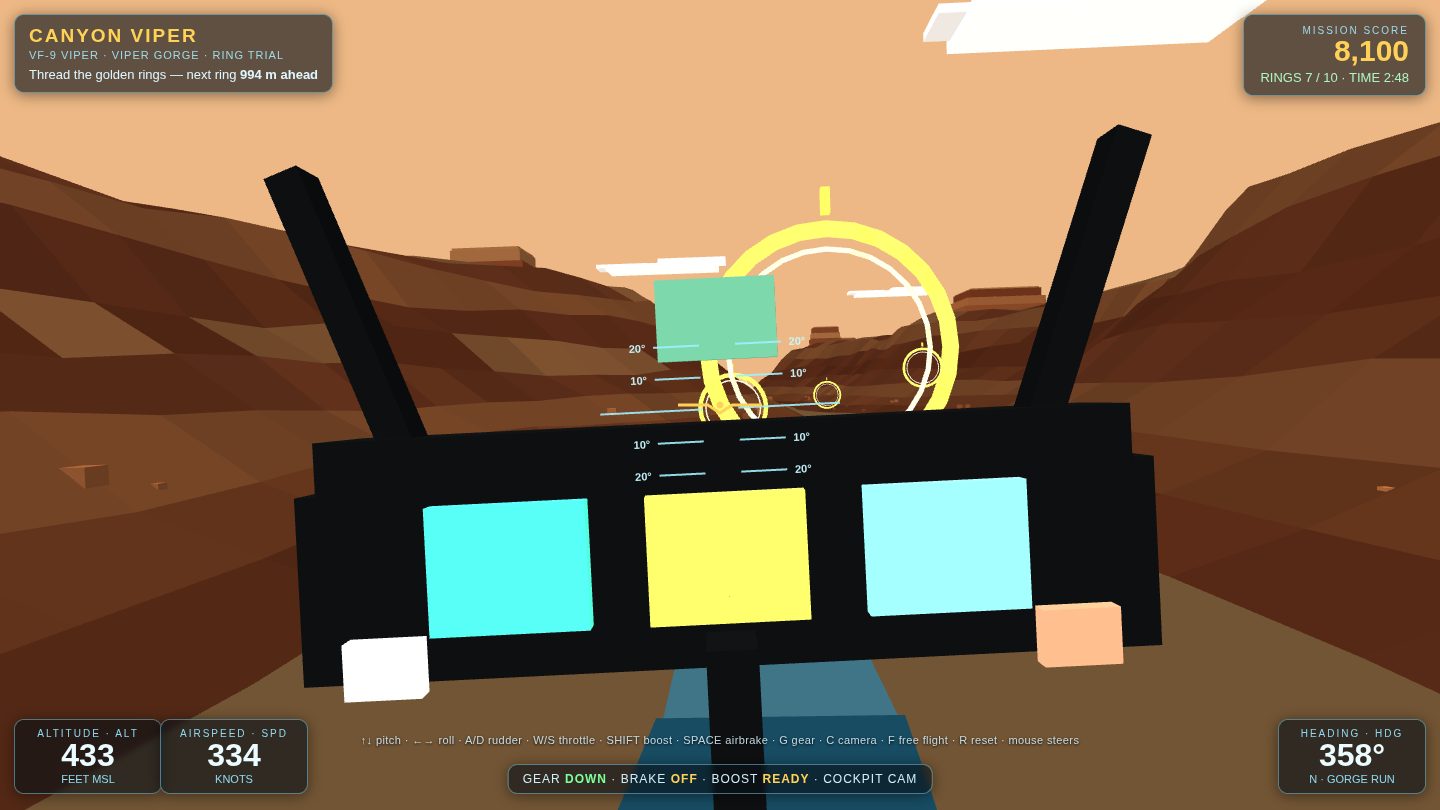 CANYON VIPER
VF-9 VIPER · VIPER GORGE · RING TRIAL
Thread the golden rings — next ring 994 m ahead
MISSION SCORE
8,100
RINGS 7 / 10 · TIME 2:48
20° 20°
10° 10°
10° 10°
20° 20°
ALTITUDE · ALT
433
FEET MSL
AIRSPEED · SPD
334
KNOTS
↑↓ pitch · ←→ roll · A/D rudder · W/S throttle · SHIFT boost · SPACE airbrake · G gear · C camera · F free flight · R reset · mouse steers
GEAR DOWN · BRAKE OFF · BOOST READY · COCKPIT CAM
HEADING · HDG
358°
N · GORGE RUN